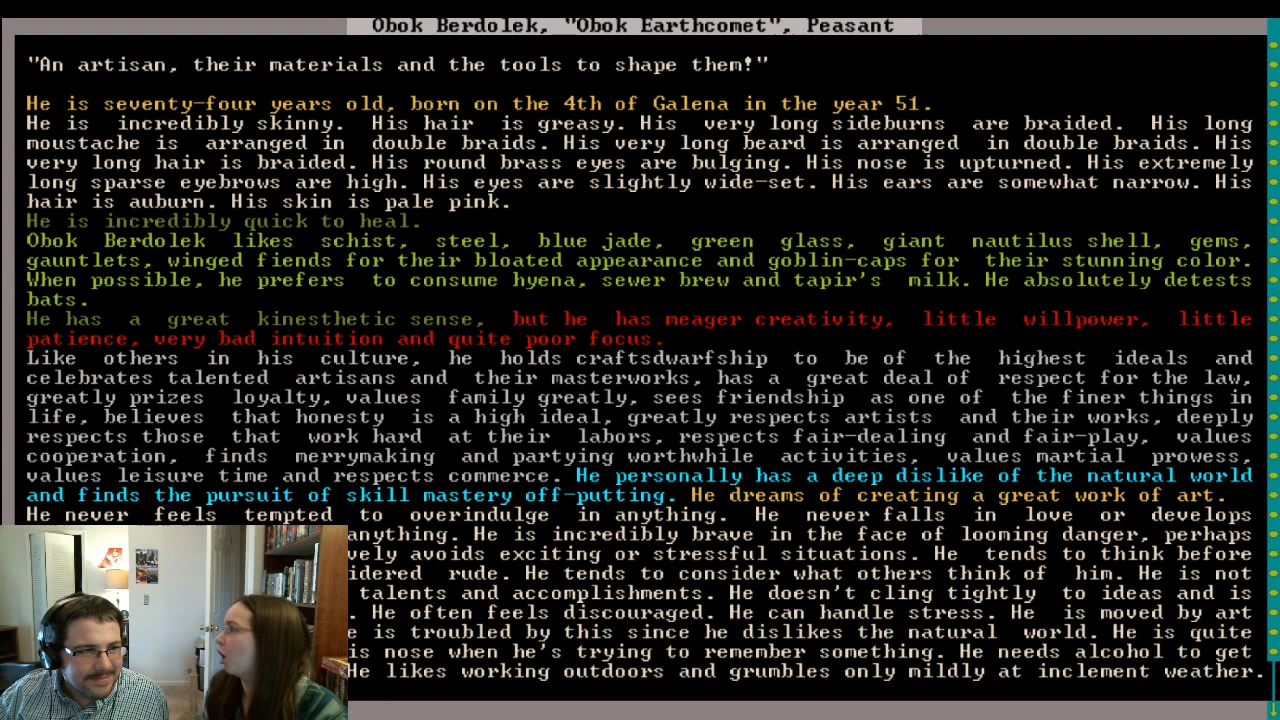 Obok Berdolek, "Obok Earthcomet", Peasant
"An artisan, their materials and the tools to shape them!"
He is seventy-four years old, born on the 4th of Galena in the year 51.
He is incredibly skinny. His hair is greasy. His very long sideburns are braided. His long
moustache is arranged in double braids. His very long beard is arranged in double braids. His
very long hair is braided. His round brass eyes are bulging. His nose is upturned. His extremely
long sparse eyebrows are high. His eyes are slightly wide-set. His ears are somewhat narrow. His
hair is auburn. His skin is pale pink.
He is incredibly quick to heal.
Obok Berdolek likes schist, steel, blue jade, green glass, giant nautilus shell, gems,
gauntlets, winged fiends for their bloated appearance and goblin-caps for their stunning color.
When possible, he prefers to consume hyena, sewer brew and tapir's milk. He absolutely detests
bats.
He has a great kinesthetic sense, but he has meager creativity, little willpower, little
patience, very bad intuition and quite poor focus.
Like others in his culture, he holds craftsdwarfship to be of the highest ideals and
celebrates talented artisans and their masterworks, has a great deal of respect for the law,
greatly prizes loyalty, values family greatly, sees friendship as one of the finer things in
life, believes that honesty is a high ideal, greatly respects artists and their works, deeply
respects those that work hard at their labors, respects fair-dealing and fair-play, values
cooperation, finds merrymaking and partying worthwhile activities, values martial prowess,
values leisure time and respects commerce. He personally has a deep dislike of the natural world
and finds the pursuit of skill mastery off-putting. He dreams of creating a great work of art.
He never feels tempted to overindulge in anything. He never falls in love or develops
anything. He is incredibly brave in the face of looming danger, perhaps
vely avoids exciting or stressful situations. He tends to think before
idered rude. He tends to consider what others think of him. He is not
talents and accomplishments. He doesn't cling tightly to ideas and is
. He often feels discouraged. He can handle stress. He is moved by art
e is troubled by this since he dislikes the natural world. He is quite
is nose when he's trying to remember something. He needs alcohol to get
He likes working outdoors and grumbles only mildly at inclement weather.